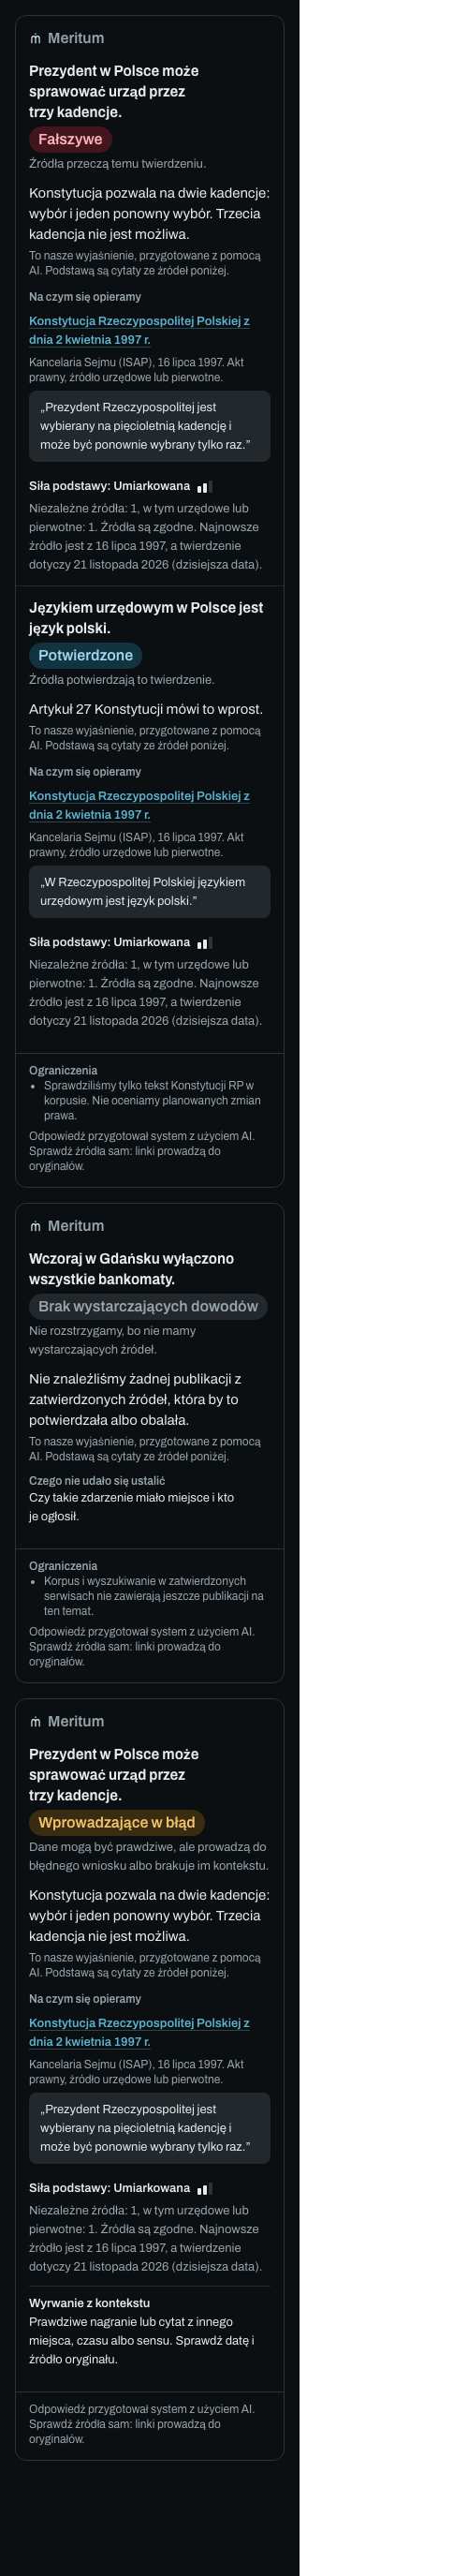 Meritum
Prezydent w Polsce może
sprawować urząd przez
trzy kadencje.
Fałszywe
Źródła przeczą temu twierdzeniu.
Konstytucja pozwala na dwie kadencje:
wybór i jeden ponowny wybór. Trzecia
kadencja nie jest możliwa.
To nasze wyjaśnienie, przygotowane z pomocą
AI. Podstawą są cytaty ze źródeł poniżej.
Na czym się opieramy
Konstytucja Rzeczypospolitej Polskiej z
dnia 2 kwietnia 1997 r.
Kancelaria Sejmu (ISAP), 16 lipca 1997. Akt
prawny, źródło urzędowe lub pierwotne.
„Prezydent Rzeczypospolitej jest
wybierany na pięcioletnią kadencję i
może być ponownie wybrany tylko raz.”
Siła podstawy: Umiarkowana
Niezależne źródła: 1, w tym urzędowe lub
pierwotne: 1. Źródła są zgodne. Najnowsze
źródło jest z 16 lipca 1997, a twierdzenie
dotyczy 21 listopada 2026 (dzisiejsza data).
Językiem urzędowym w Polsce jest
język polski.
Potwierdzone
Źródła potwierdzają to twierdzenie.
Artykuł 27 Konstytucji mówi to wprost.
To nasze wyjaśnienie, przygotowane z pomocą
AI. Podstawą są cytaty ze źródeł poniżej.
Na czym się opieramy
Konstytucja Rzeczypospolitej Polskiej z
dnia 2 kwietnia 1997 r.
Kancelaria Sejmu (ISAP), 16 lipca 1997. Akt
prawny, źródło urzędowe lub pierwotne.
„W Rzeczypospolitej Polskiej językiem
urzędowym jest język polski.”
Siła podstawy: Umiarkowana
Niezależne źródła: 1, w tym urzędowe lub
pierwotne: 1. Źródła są zgodne. Najnowsze
źródło jest z 16 lipca 1997, a twierdzenie
dotyczy 21 listopada 2026 (dzisiejsza data).
Ograniczenia
• Sprawdziliśmy tylko tekst Konstytucji RP w
korpusie. Nie oceniamy planowanych zmian
prawa.
Odpowiedź przygotował system z użyciem AI.
Sprawdź źródła sam: linki prowadzą do
oryginałów.
Meritum
Wczoraj w Gdańsku wyłączono
wszystkie bankomaty.
Brak wystarczających dowodów
Nie rozstrzygamy, bo nie mamy
wystarczających źródeł.
Nie znaleźliśmy żadnej publikacji z
zatwierdzonych źródeł, która by to
potwierdzała albo obalała.
To nasze wyjaśnienie, przygotowane z pomocą
AI. Podstawą są cytaty ze źródeł poniżej.
Czego nie udało się ustalić
Czy takie zdarzenie miało miejsce i kto
je ogłosił.
Ograniczenia
• Korpus i wyszukiwanie w zatwierdzonych
serwisach nie zawierają jeszcze publikacji na
ten temat.
Odpowiedź przygotował system z użyciem AI.
Sprawdź źródła sam: linki prowadzą do
oryginałów.
Meritum
Prezydent w Polsce może
sprawować urząd przez
trzy kadencje.
Wprowadzające w błąd
Dane mogą być prawdziwe, ale prowadzą do
błędnego wniosku albo brakuje im kontekstu.
Konstytucja pozwala na dwie kadencje:
wybór i jeden ponowny wybór. Trzecia
kadencja nie jest możliwa.
To nasze wyjaśnienie, przygotowane z pomocą
AI. Podstawą są cytaty ze źródeł poniżej.
Na czym się opieramy
Konstytucja Rzeczypospolitej Polskiej z
dnia 2 kwietnia 1997 r.
Kancelaria Sejmu (ISAP), 16 lipca 1997. Akt
prawny, źródło urzędowe lub pierwotne.
„Prezydent Rzeczypospolitej jest
wybierany na pięcioletnią kadencję i
może być ponownie wybrany tylko raz.”
Siła podstawy: Umiarkowana
Niezależne źródła: 1, w tym urzędowe lub
pierwotne: 1. Źródła są zgodne. Najnowsze
źródło jest z 16 lipca 1997, a twierdzenie
dotyczy 21 listopada 2026 (dzisiejsza data).
Wyrwanie z kontekstu
Prawdziwe nagranie lub cytat z innego
miejsca, czasu albo sensu. Sprawdź datę i
źródło oryginału.
Odpowiedź przygotował system z użyciem AI.
Sprawdź źródła sam: linki prowadzą do
oryginałów.